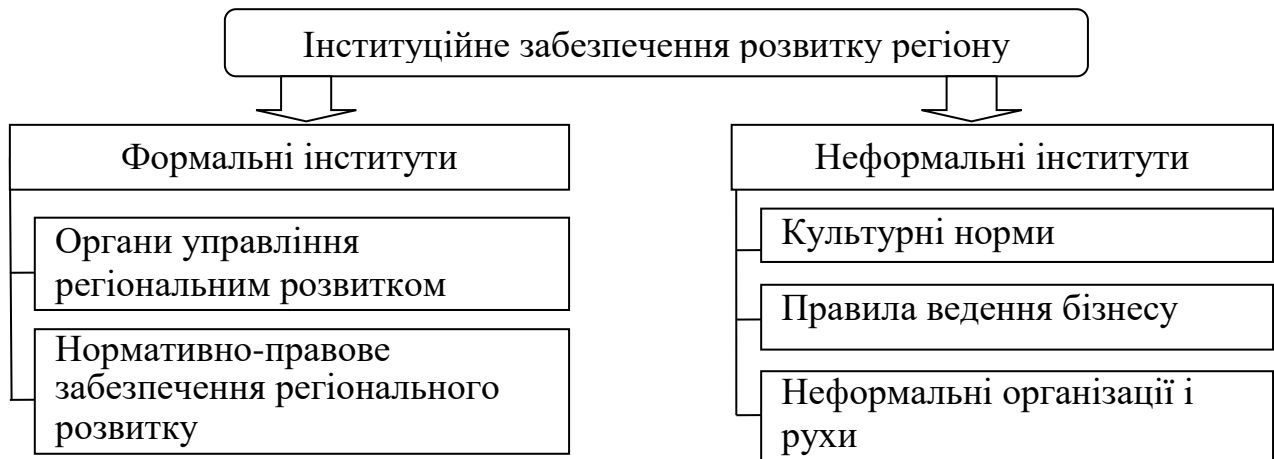 Інституційне забезпечення розвитку регіону
Формальні інститути
Органи управління
регіональним розвитком
Нормативно-правове
забезпечення регіонального
розвитку
Неформальні інститути
Культурні норми
Правила ведення бізнесу
Неформальні організації і
рухи